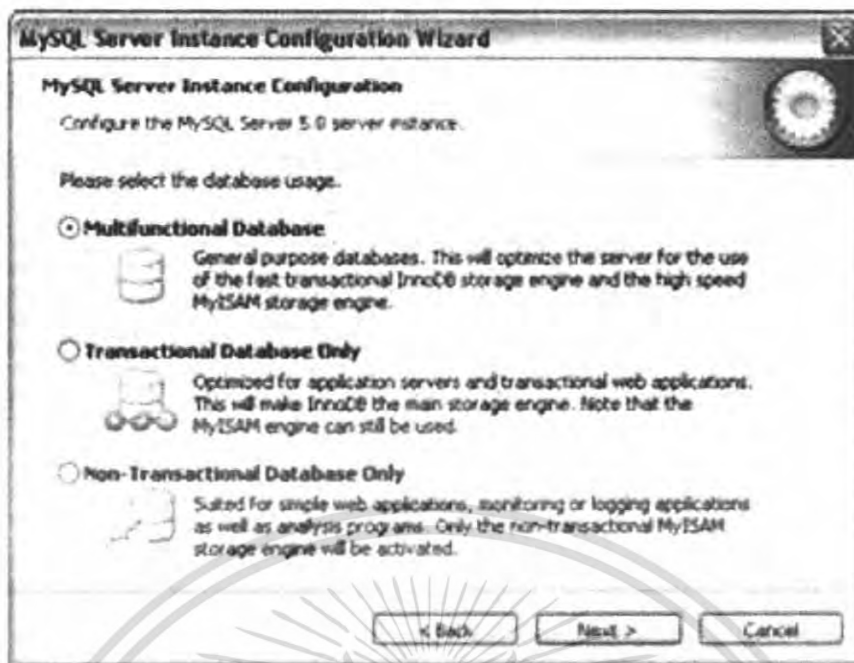 MySQL Server Instance Configuration Wizard
MySQL Server Instance Configuration
Configure the MySQL Server 5.0 server instance.
Please select the database usage.
Multifunctional Database
General purpose databases. This will optimize the server for the use
of the fast transactional InnoDB storage engine and the high speed
MyISAM storage engine.
Transactional Database Only
Optimized for application servers and transactional web applications.
This will make InnoDB the main storage engine. Note that the
MyISAM engine can still be used.
Non-Transactional Database Only
Suited for simple web applications, monitoring or logging applications
as well as analysis programs. Only the non-transactional MyISAM
storage engine will be activated.
< Back
Next >
Cancel